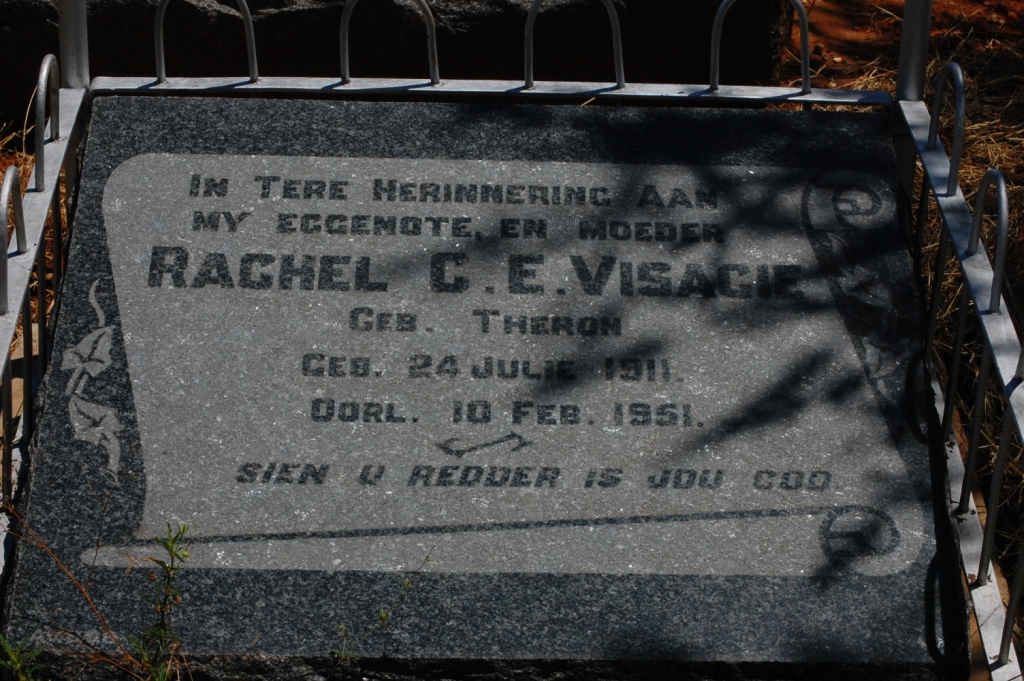 IN TERE HERINNERING AAN
MY EGGENOTE, EN MOEDER
RACHEL C. E. VISAGIE
GEB. THERON
GEB. 24 JULIE 1911.
OORL. 10 FEB. 1951.
SIEN U REDDER IS JOU GOD